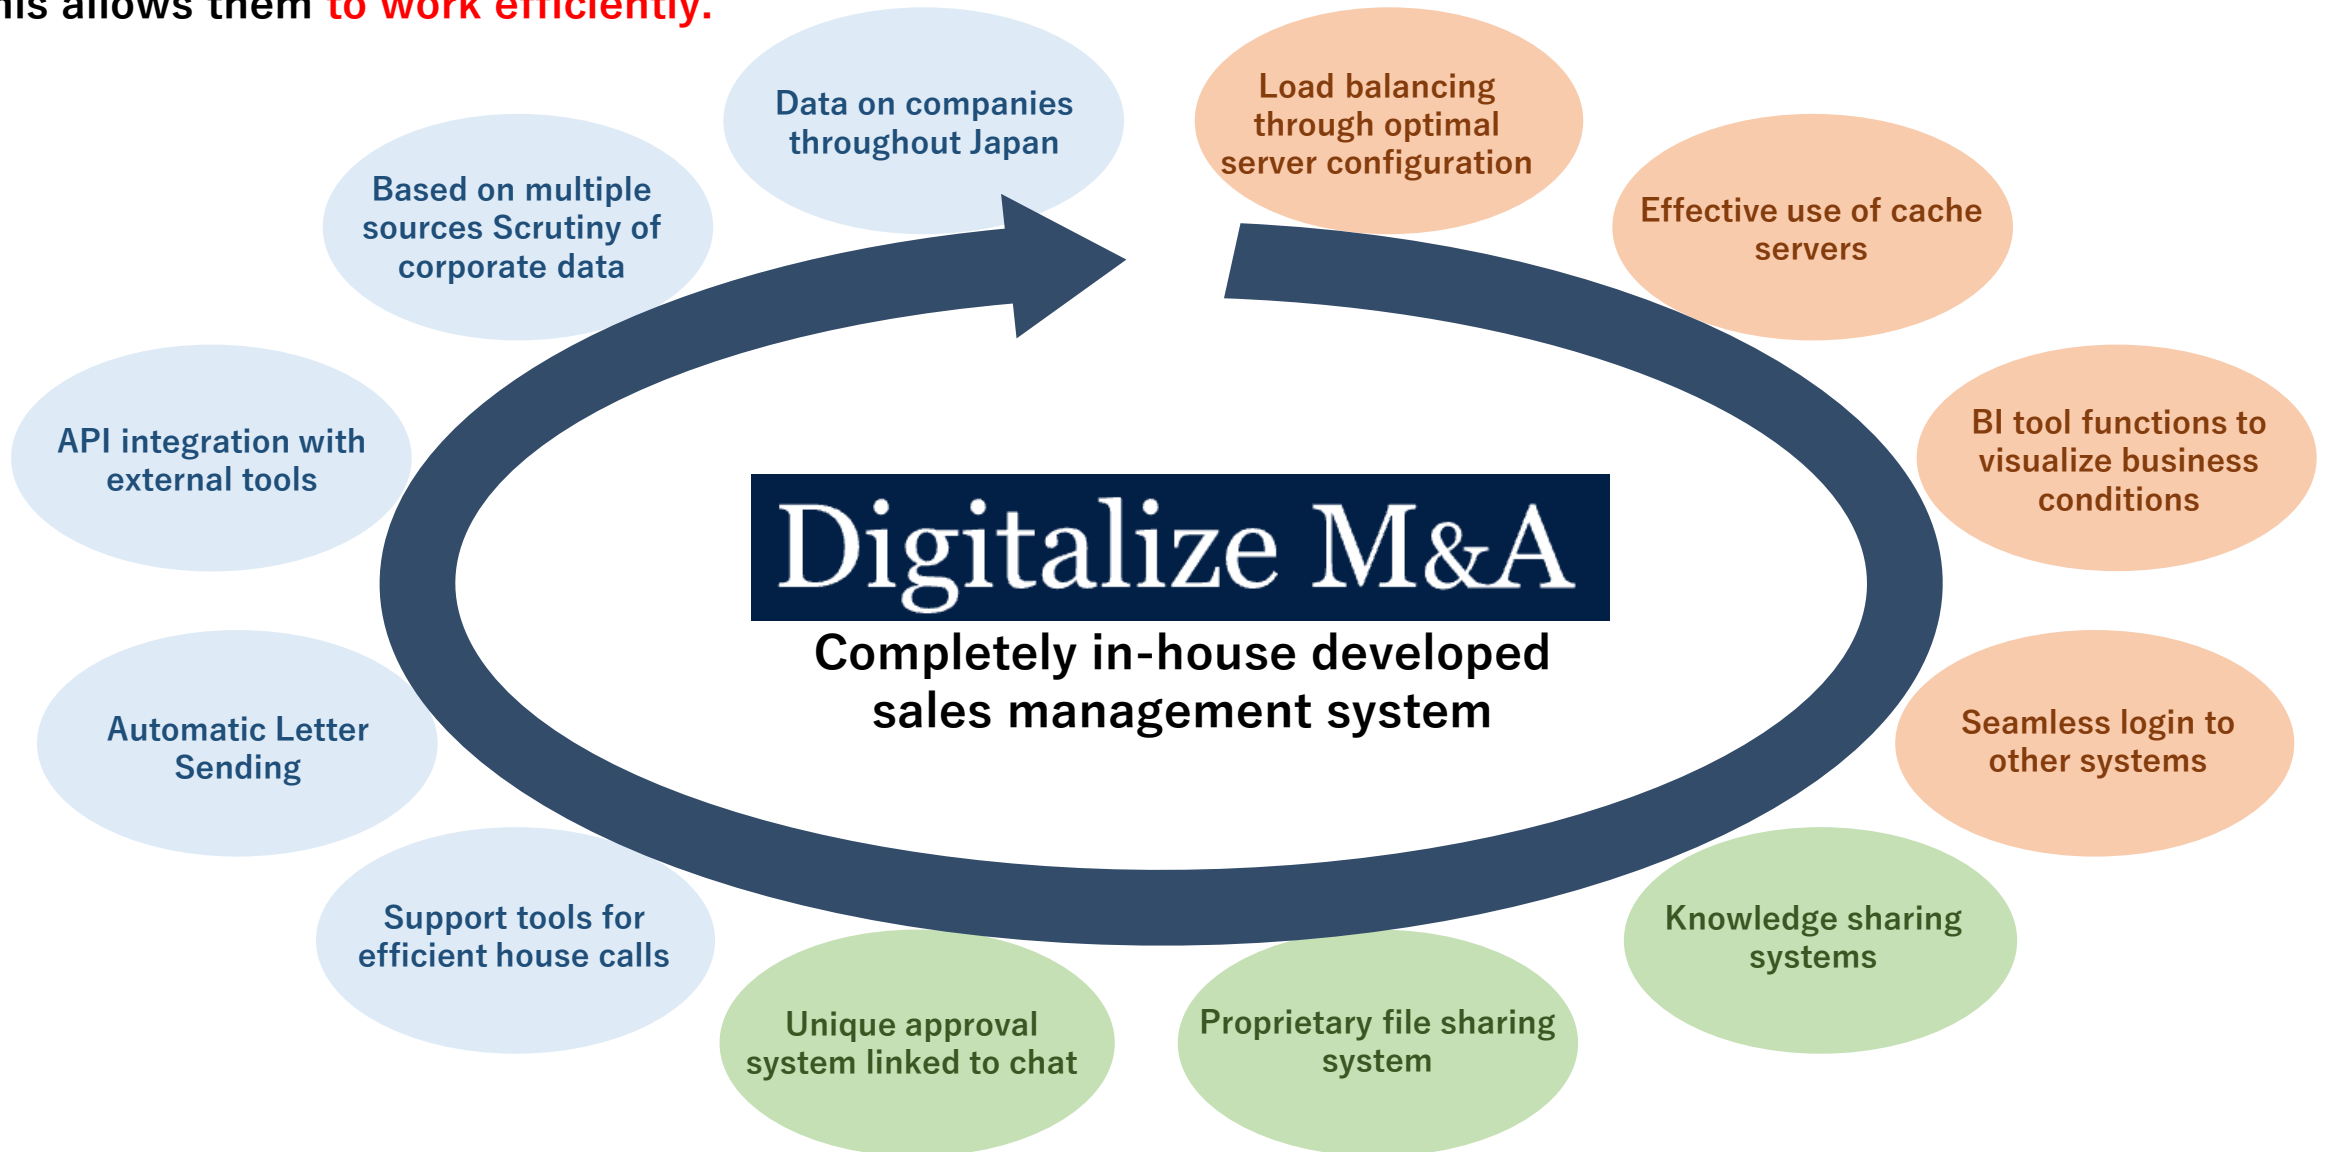 his allows them to work efficiently.
Data on companies
throughout Japan
Load balancing
through optimal
server configuration
Based on multiple
sources Scrutiny of
corporate data
Effective use of cache
servers
API integration with
external tools
BI tool functions to
visualize business
conditions
Digitalize M&A
Completely in-house developed
sales management system
Automatic Letter
Sending
Seamless login to
other systems
Support tools for
efficient house calls
Knowledge sharing
systems
Unique approval
system linked to chat
Proprietary file sharing
system